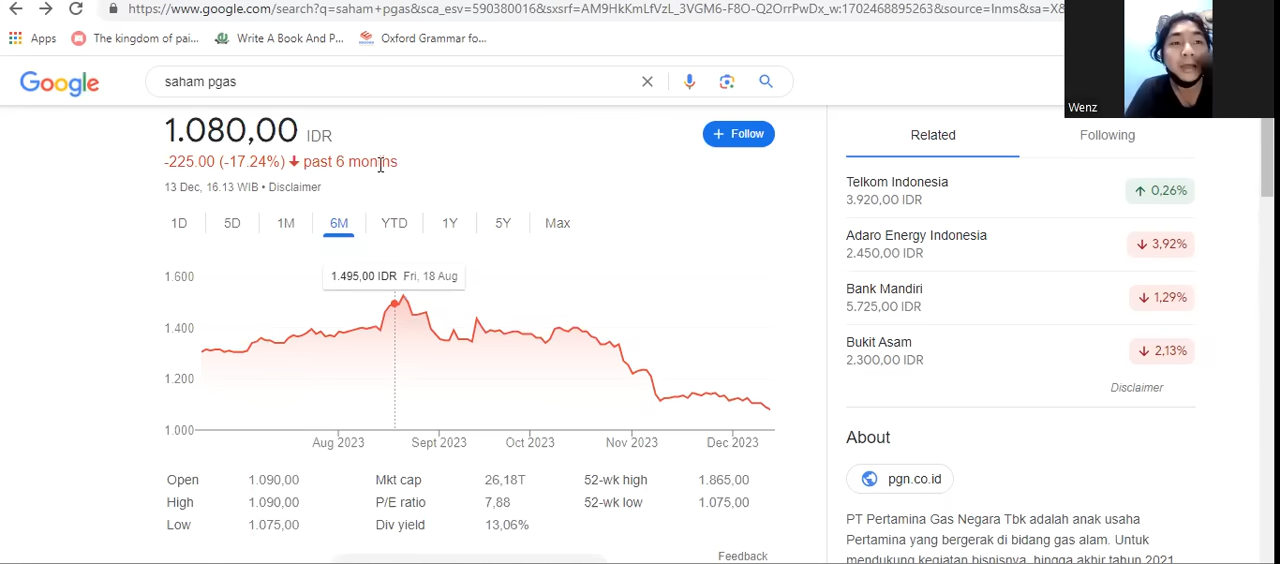 https://www.google.com/search?q=saham+pgas&sca_esv=590380016&sxsrf=AM9HkKmLfVzL_3VGM6-F8O-Q2OrrPwDx_w:1702468895263&source=lnms&sa=X&
Apps
The kingdom of pai...
Write A Book And P...
Oxford Grammar fo...
Wenz
Google
saham pgas
1.080,00 IDR
-225.00 (-17.24%) past 6 months
13 Dec, 16.13 WIB • Disclaimer
+ Follow
1D
5D
1M
6M
YTD
1Y
5Y
Max
1.495,00 IDR Fri, 18 Aug
1.600
1.400
1.200
1.000
Aug 2023
Sept 2023
Oct 2023
Nov 2023
Dec 2023
Open 1.090,00
High 1.090,00
Low 1.075,00
Mkt cap 26,18T
P/E ratio 7,88
Div yield 13,06%
52-wk high 1.865,00
52-wk low 1.075,00
Feedback
Related
Following
Telkom Indonesia
3.920,00 IDR
0,26%
Adaro Energy Indonesia
2.450,00 IDR
3,92%
Bank Mandiri
5.725,00 IDR
1,29%
Bukit Asam
2.300,00 IDR
2,13%
Disclaimer
About
pgn.co.id
PT Pertamina Gas Negara Tbk adalah anak usaha
Pertamina yang bergerak di bidang gas alam. Untuk
mendukung kegiatan bisnisnya, hingga akhir tahun 2021